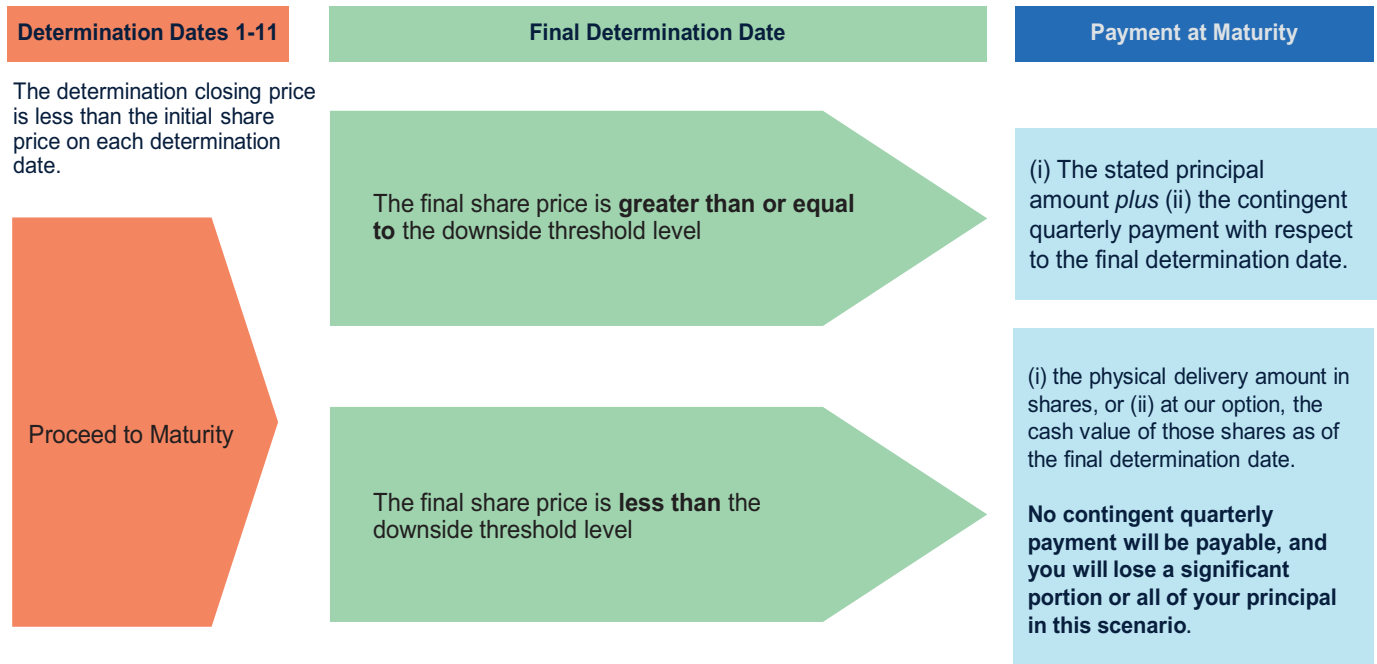 Determination Dates 1-11
Final Determination Date
Payment at Maturity
The determination closing price
is less than the initial share
price on each determination
date.
Proceed to Maturity
The final share price is greater than or equal
to the downside threshold level
(i) The stated principal
amount plus (ii) the contingent
quarterly payment with respect
to the final determination date.
The final share price is less than the
downside threshold level
(i) the physical delivery amount in
shares, or (ii) at our option, the
cash value of those shares as of
the final determination date.
No contingent quarterly
payment will be payable, and
you will lose a significant
portion or all of your principal
in this scenario.